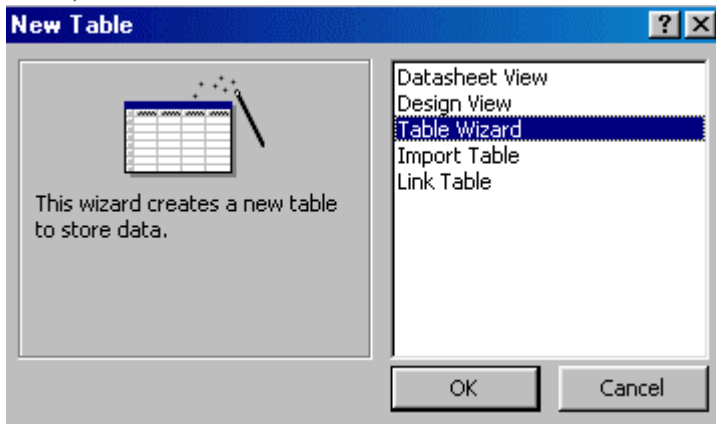 New Table
This wizard creates a new table
to store data.
Datasheet View
Design View
Table Wizard
Import Table
Link Table
OK
Cancel